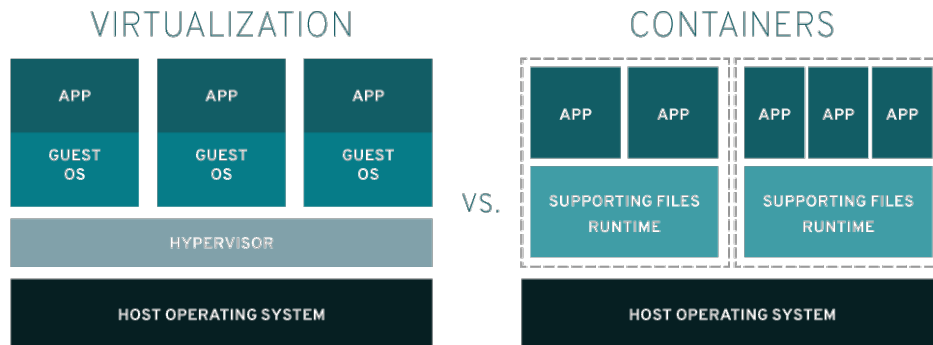 VIRTUALIZATION
APP
APP
APP
GUEST
OS
GUEST
OS
GUEST
OS
HYPERVISOR
HOST OPERATING SYSTEM
VS.
CONTAINERS
APP
APP
APP
APP
APP
SUPPORTING FILES
RUNTIME
SUPPORTING FILES
RUNTIME
HOST OPERATING SYSTEM